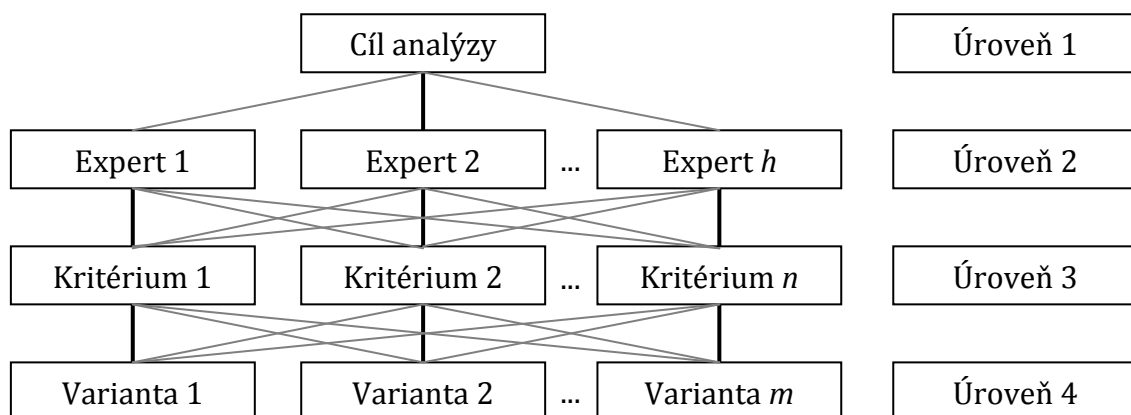 Cíl analýzy Úroveň 1
Expert 1 Expert 2 ... Expert h Úroveň 2
Kritérium 1 Kritérium 2 ... Kritérium n Úroveň 3
Varianta 1 Varianta 2 ... Varianta m Úroveň 4